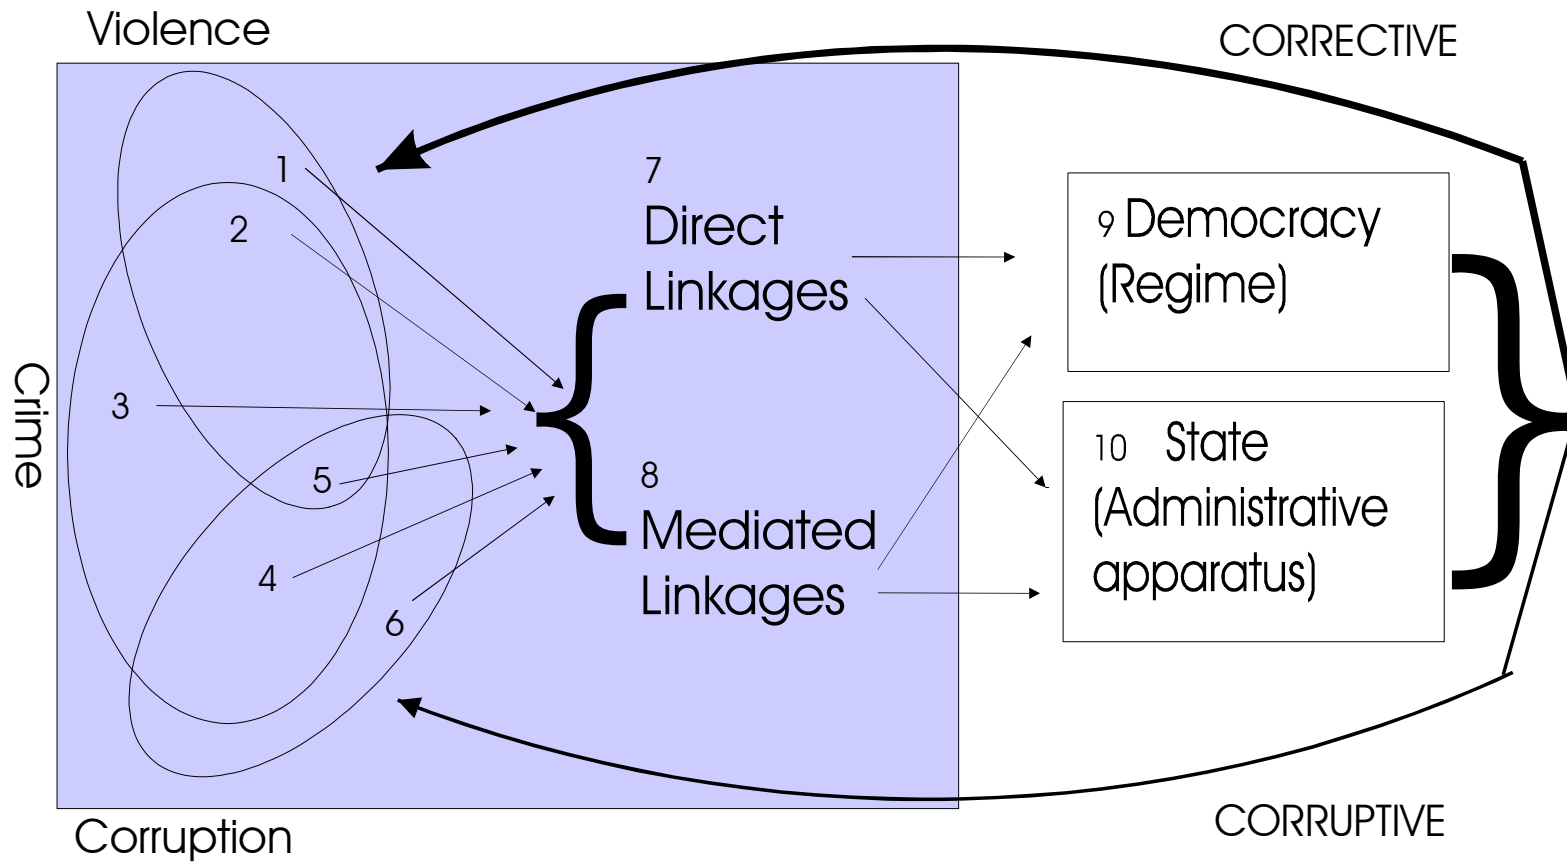 Violence
CORRECTIVE
1
2
3
4
5
6
Crime
7
Direct
Linkages
8
Mediated
Linkages
9 Democracy
(Regime)
10 State
(Administrative
apparatus)
Corruption
CORRUPTIVE